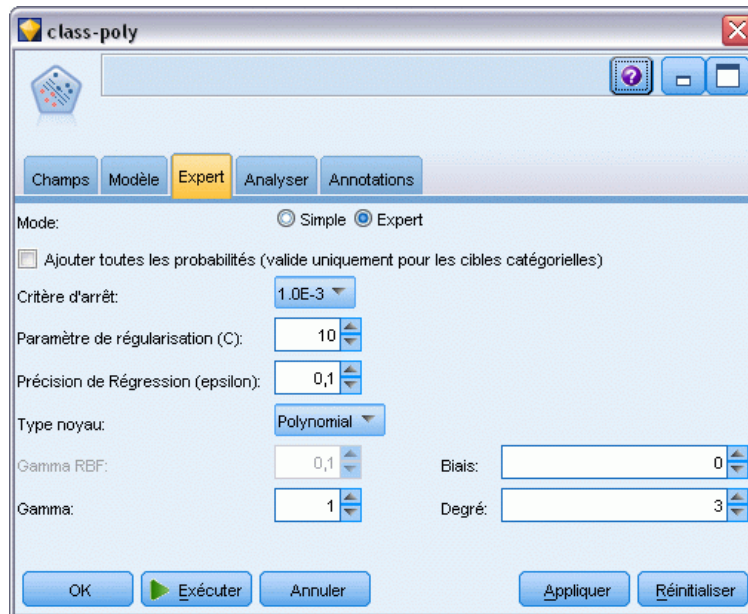 class-poly
Champs Modèle Expert Analyser Annotations
Mode: Simple Expert
Ajouter toutes les probabilités (valide uniquement pour les cibles catégorielles)
Critère d'arrêt: 1.0E-3
Paramètre de régularisation (C): 10
Précision de Régression (epsilon): 0,1
Type noyau: Polynomial
Gamma RBF: 0,1 Biais: 0
Gamma: 1 Degré: 3
OK Exécuter Annuler Appliquer Réinitialiser